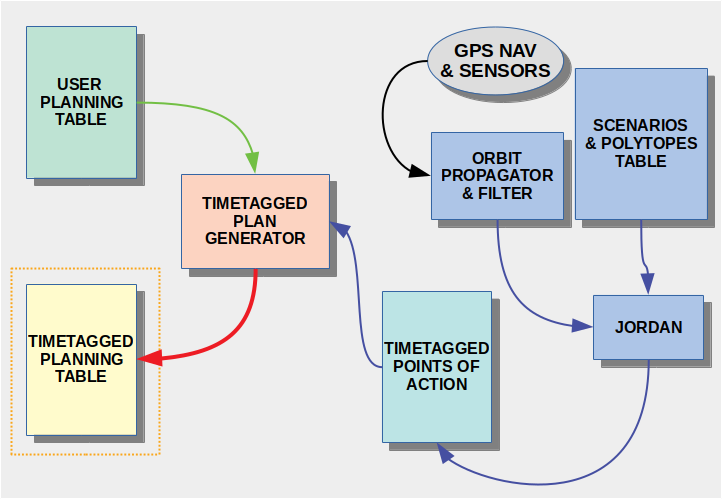 USER
PLANNING
TABLE
GPS NAV
& SENSORS
SCENARIOS
& POLYTOPES
TABLE
ORBIT
PROPAGATOR
& FILTER
TIMETAGGED
PLAN
GENERATOR
TIMETAGGED
PLANNING
TABLE
TIMETAGGED
POINTS OF
ACTION
JORDAN